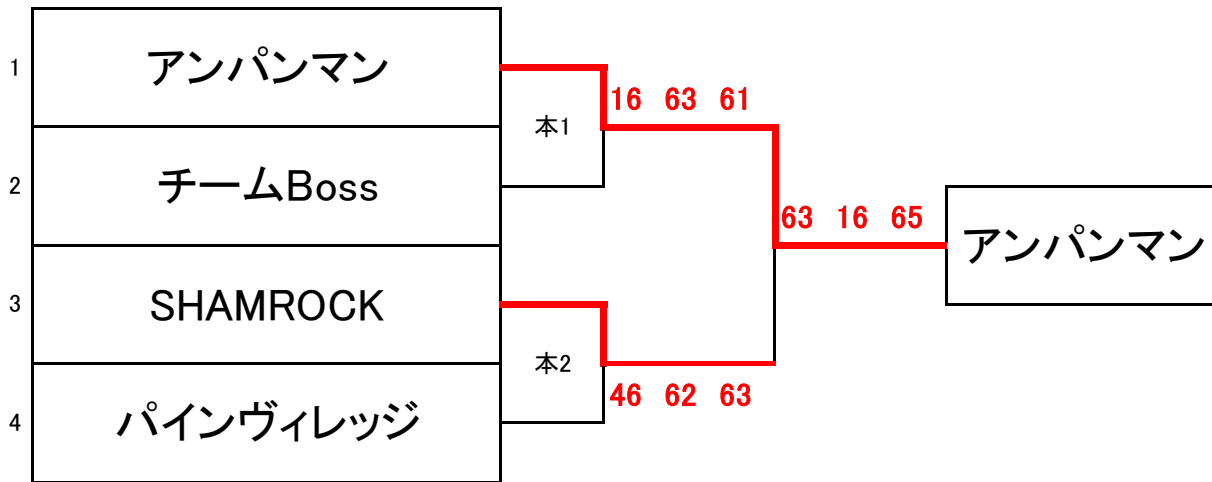 1 アンパンマン
16 63 61
本1
2 チームBoss
63 16 65
アンパンマン
3 SHAMROCK
本2
46 62 63
4 パインヴィレッジ